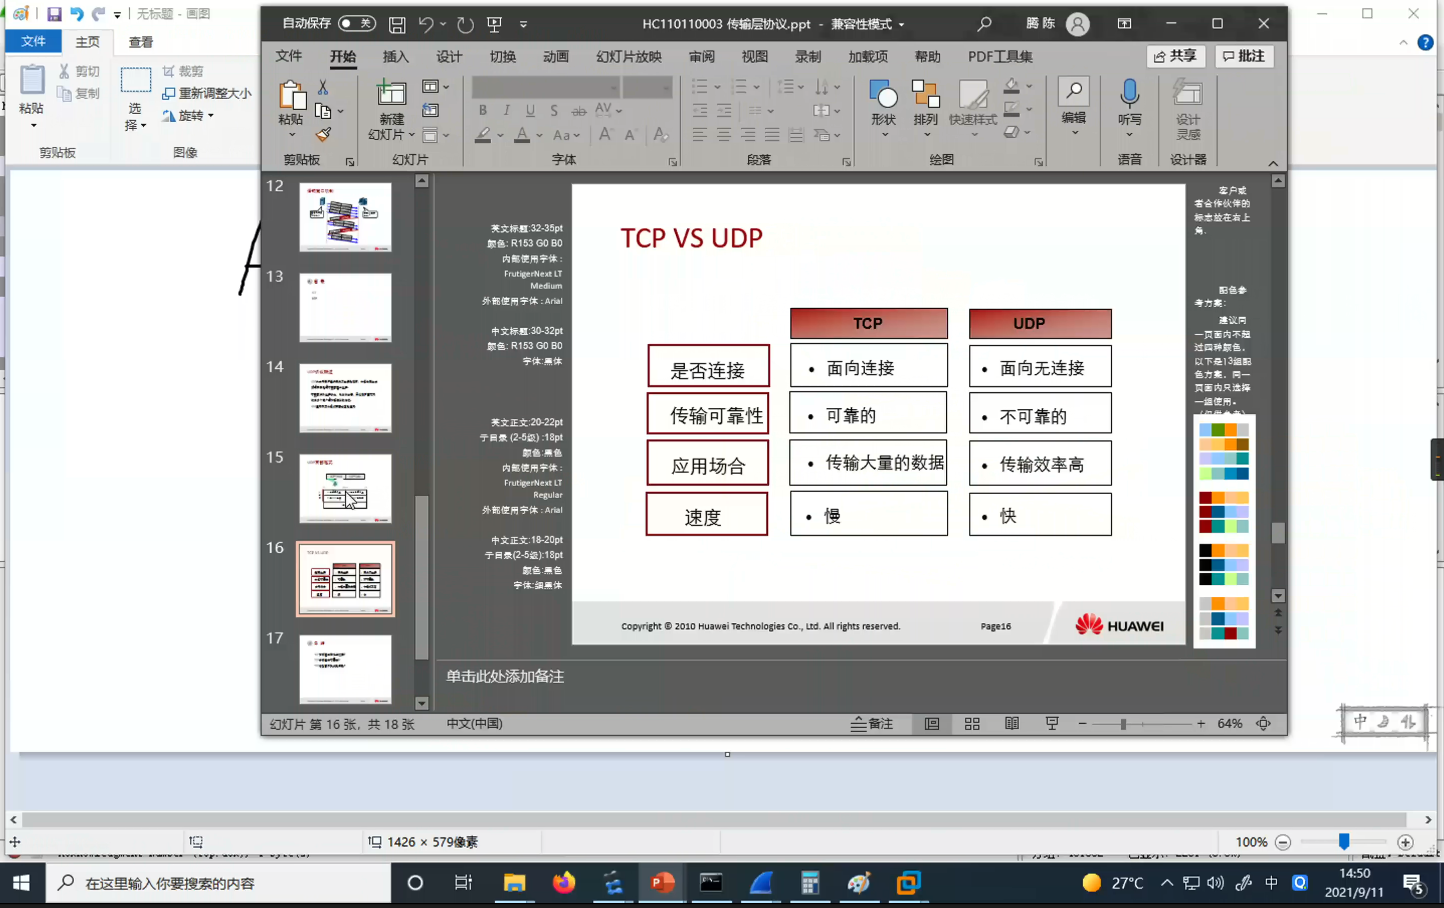 无标题 - 画图
文件
主页
查看
粘贴
剪切
复制
剪贴板
选择
裁剪
重新调整大小
旋转
图像
自动保存
关
HC110110003 传输层协议.ppt - 兼容性模式
腾 陈
文件
开始
插入
设计
切换
动画
幻灯片放映
审阅
视图
录制
加载项
帮助
PDF工具集
共享
批注
粘贴
剪贴板
新建
幻灯片
幻灯片
B I U S ab AV
A Aa A A
字体
段落
形状
排列
快速样式
绘图
编辑
听写
语音
设计
灵感
设计器
12
13
14
15
16
17
英文标题:32-35pt
颜色: R153 G0 B0
内部使用字体 :
FrutigerNext LT
Medium
外部使用字体 : Arial
中文标题:30-32pt
颜色: R153 G0 B0
字体:黑体
英文正文:20-22pt
子目录 (2-5级) :18pt
颜色:黑色
内部使用字体 :
FrutigerNext LT
Regular
外部使用字体 : Arial
中文正文:18-20pt
子目录(2-5级):18pt
颜色:黑色
字体:细黑体
TCP VS UDP
TCP
UDP
是否连接
• 面向连接
• 面向无连接
传输可靠性
• 可靠的
• 不可靠的
应用场合
• 传输大量的数据
• 传输效率高
速度
• 慢
• 快
Copyright © 2010 Huawei Technologies Co., Ltd. All rights reserved.
Page16
HUAWEI
客户或
者合作伙伴的
标志放在右上
角.
配色参
考方案:
建议同
一页面内不超
过四种颜色,
以下是13组配
色方案, 同一
页面内只选择
一组使用。
单击此处添加备注
幻灯片 第 16 张, 共 18 张
中文(中国)
备注
64%
中
1426 × 579像素
100%
在这里输入你要搜索的内容
27°C
中
14:50
2021/9/11
5